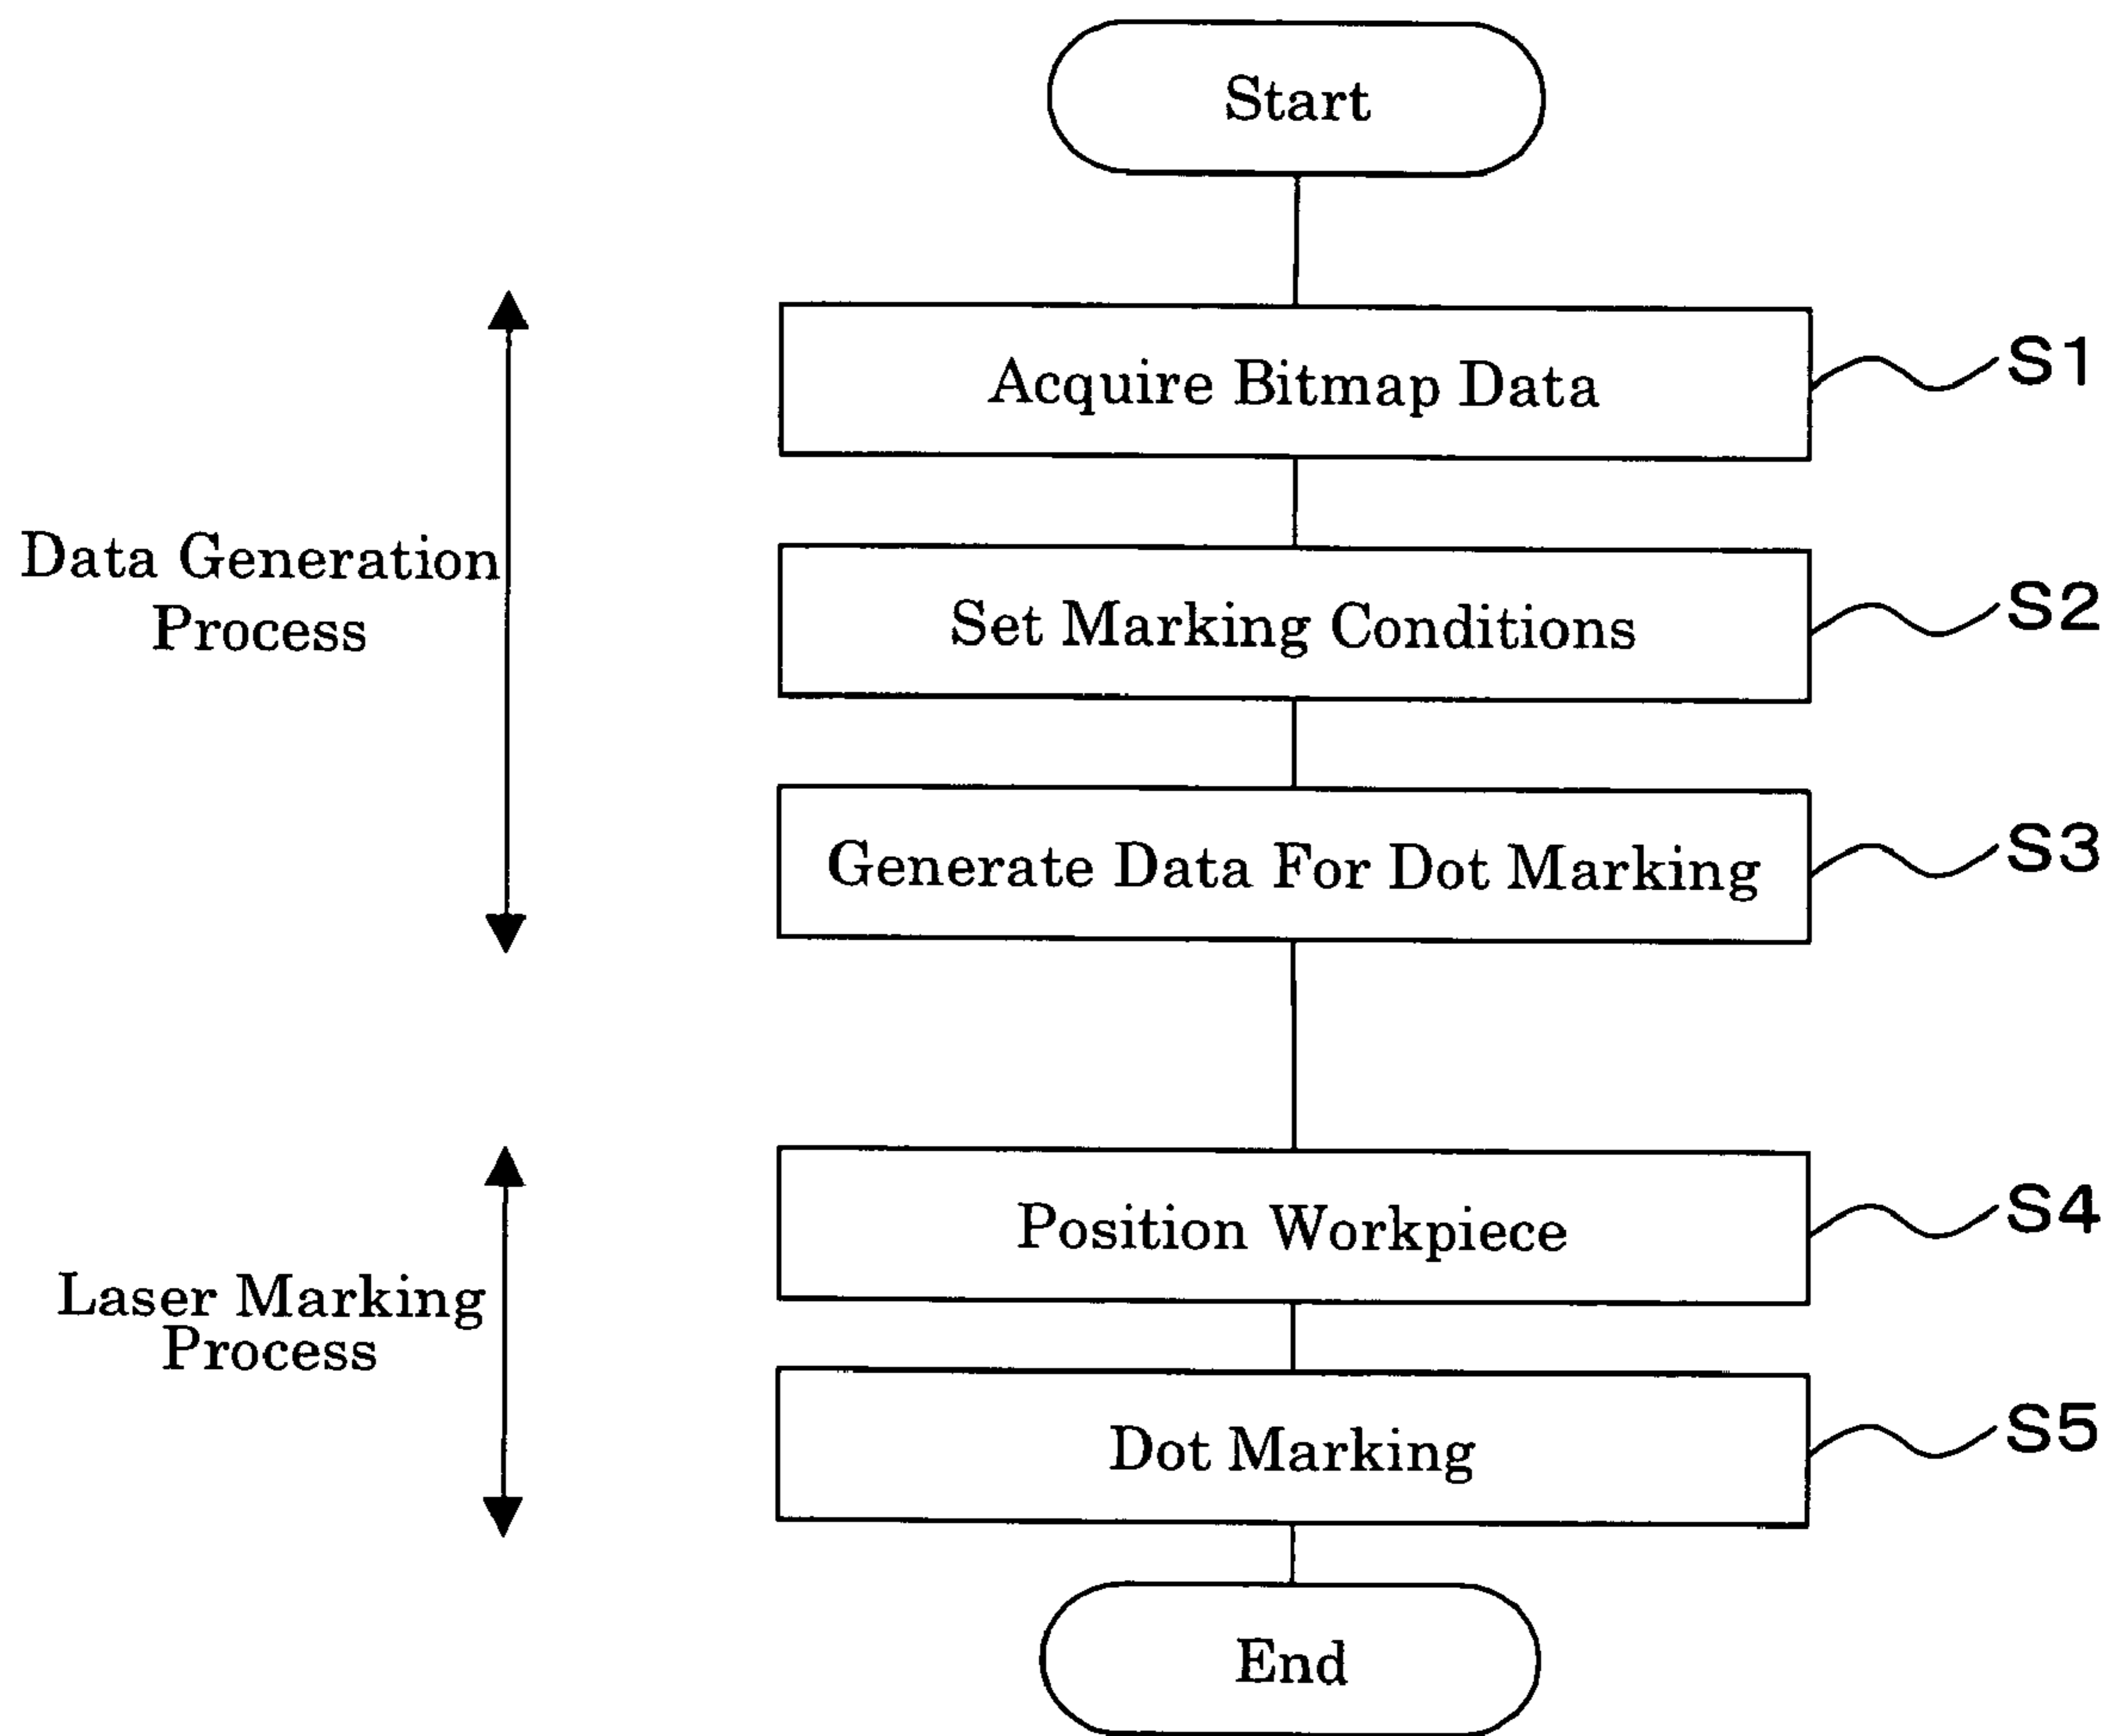 Start
Acquire Bitmap Data
S1
Data Generation
Process
Set Marking Conditions
S2
Generate Data For Dot Marking
S3
Laser Marking
Process
Position Workpiece
S4
Dot Marking
S5
End